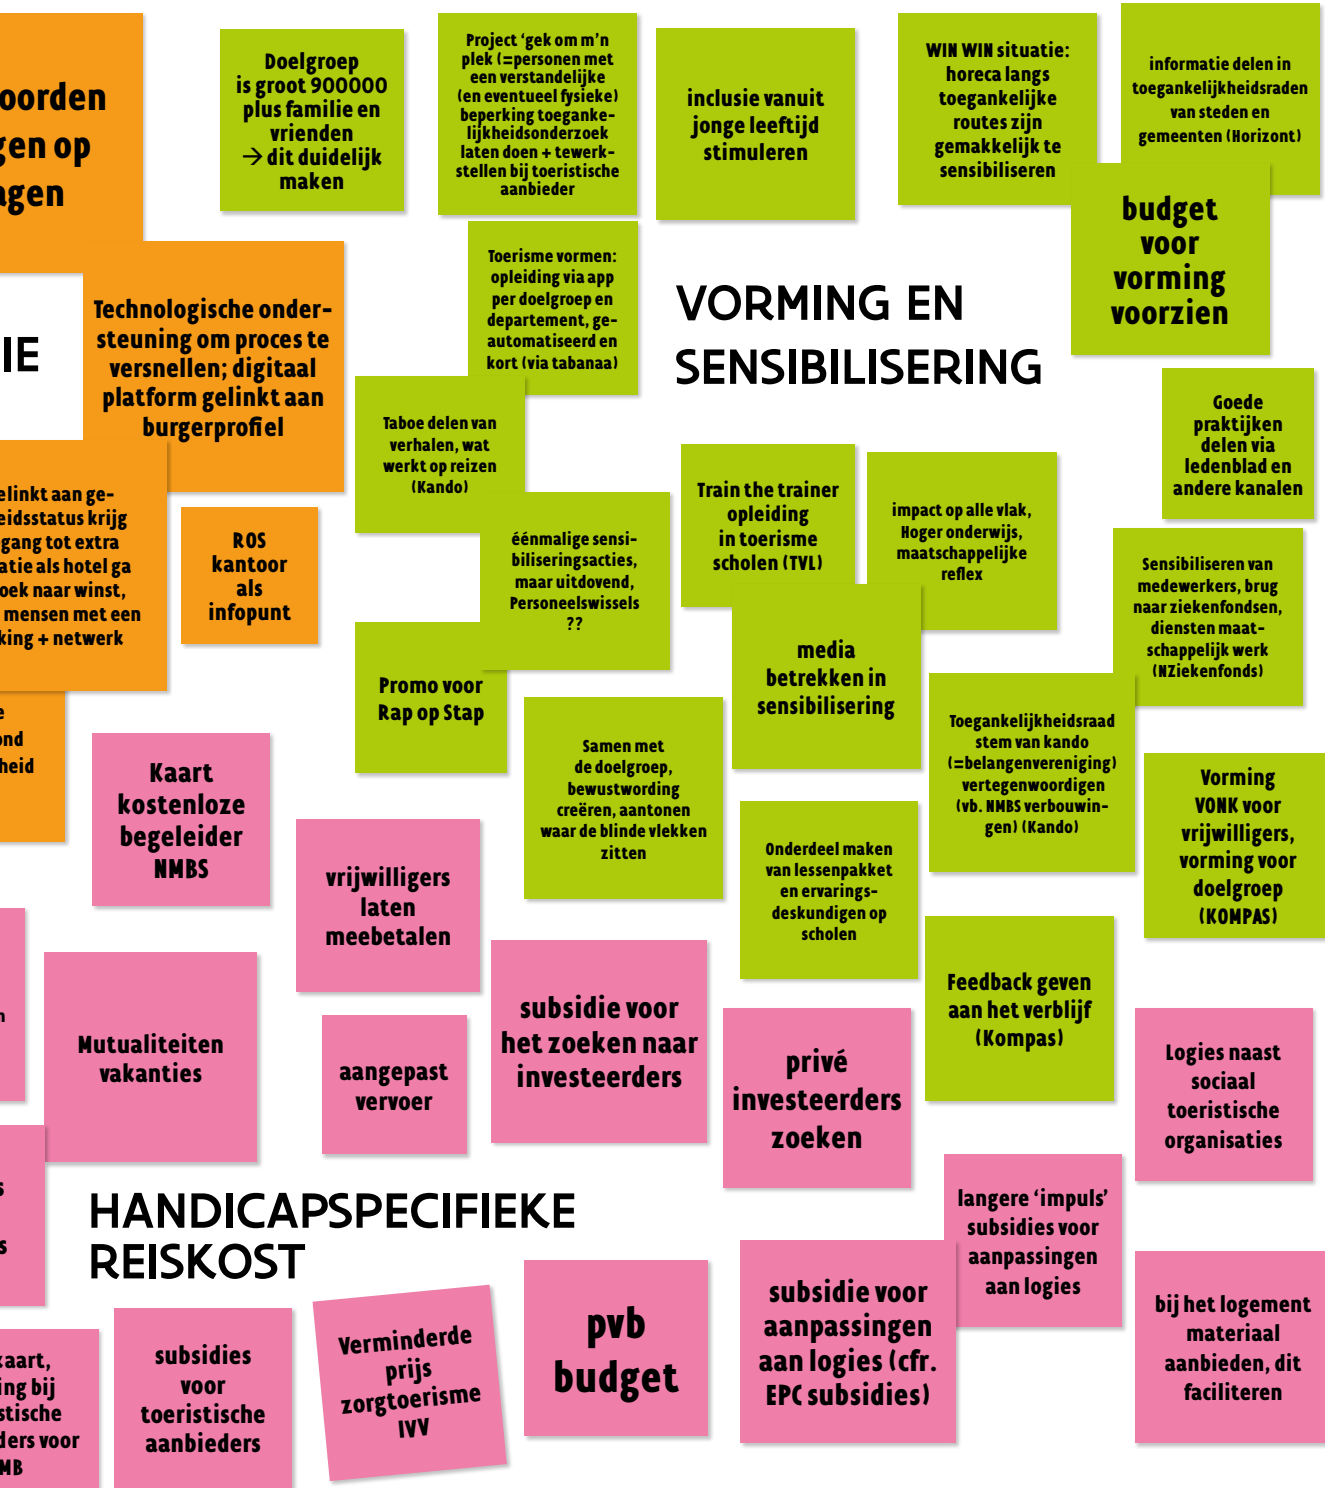 oorden
gen op
agen
Doelgroep
is groot 900000
plus familie en
vrienden
→ dit duidelijk
maken
Project ‘gek om m’n
plek (=personen met
een verstandelijke
(en eventueel fysieke)
beperking toeganke-
lijkheidsonderzoek
laten doen + tewerk-
stellen bij toeristische
aanbieder
inclusie vanuit
jonge leeftijd
stimuleren
WIN WIN situatie:
horeca langs
toegankelijke
routes zijn
gemakkelijk te
sensibiliseren
informatie delen in
toegankelijkheidsraden
van steden en
gemeenten (Horizont)
budget
voor
vorming
voorzien
Technologische onder-
steuning om proces te
versnellen; digitaal
platform gelinkt aan
burgerprofiel
IE
Toerisme vormen:
opleiding via app
per doelgroep en
departement, ge-
automatiseerd en
kort (via tabanaa)
VORMING EN
SENSIBILISERING
Taboe delen van
verhalen, wat
werkt op reizen
(Kando)
Goede
praktijken
delen via
ledenblad en
andere kanalen
elinkt aan ge-
eidsstatus krijg
gang tot extra
atie als hotel ga
oek naar winst,
mensen met een
king + netwerk
ROS
kantoor
als
infopunt
éénmalige sensi-
biliseringsacties,
maar uitdovend,
Personeelswissels
??
Train the trainer
opleiding
in toerisme
scholen (TVL)
impact op alle vlak,
Hoger onderwijs,
maatschappelijke
reflex
Sensibiliseren van
medewerkers, brug
naar ziekenfondsen,
diensten maat-
schappelijk werk
(NZiekenfonds)
Promo voor
Rap op Stap
media
betrekken in
sensibilisering
e
ond
heid
Kaart
kostenloze
begeleider
NMBS
Samen met
de doelgroep,
bewustwording
creëren, aantonen
waar de blinde vlekken
zitten
Toegankelijkheidsraad
stem van kando
(=belangenvereniging)
vertegenwoordigen
(vb. NMBS verbouwin-
gen) (Kando)
Vorming
VONK voor
vrijwilligers,
vorming voor
doelgroep
(KOMPAS)
vrijwilligers
laten
meebetalen
Onderdeel maken
van lessenpakket
en ervarings-
deskundigen op
scholen
n
Mutualiteiten
vakanties
subsidie voor
het zoeken naar
investeerders
Feedback geven
aan het verblijf
(Kompas)
aangepast
vervoer
privé
investeerders
zoeken
Logies naast
sociaal
toeristische
organisaties
s
s
HANDICAPSPECIFIEKE
REISKOST
langere ‘impuls’
subsidies voor
aanpassingen
aan logies
kaart,
ing bij
stische
ders voor
MB
subsidies
voor
toeristische
aanbieders
Verminderde
prijs
zorgtoerisme
IVV
pvb
budget
subsidie voor
aanpassingen
aan logies (cfr.
EPC subsidies)
bij het logement
materiaal
aanbieden, dit
faciliteren